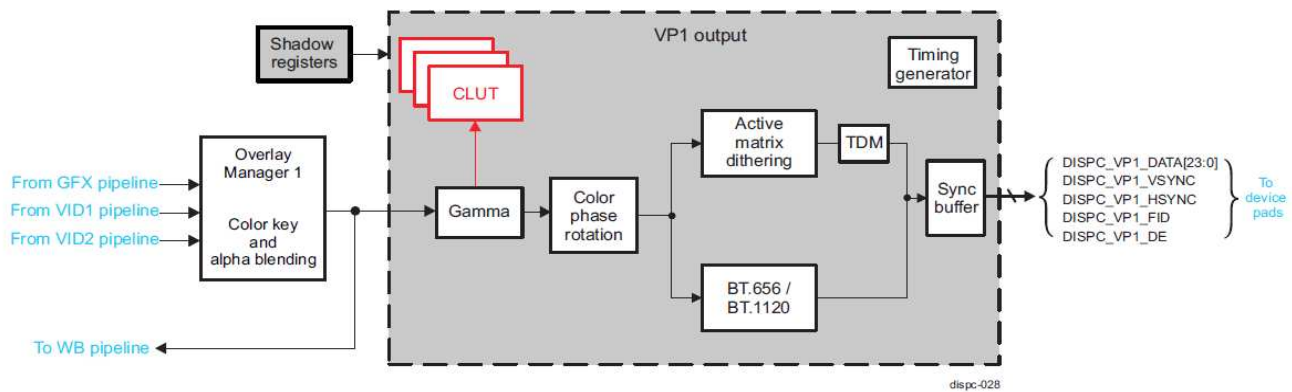 Shadow
registers
VP1 output
Timing
generator
CLUT
Overlay
Manager 1
Color key
and
alpha blending
From GFX pipeline
From VID1 pipeline
From VID2 pipeline
Gamma
Color
phase
rotation
Active
matrix
dithering
TDM
BT.656 /
BT.1120
Sync
buffer
DISPC_VP1_DATA[23:0]
DISPC_VP1_VSYNC
DISPC_VP1_HSYNC
DISPC_VP1_FID
DISPC_VP1_DE
To
device
pads
To WB pipeline
dispc-028